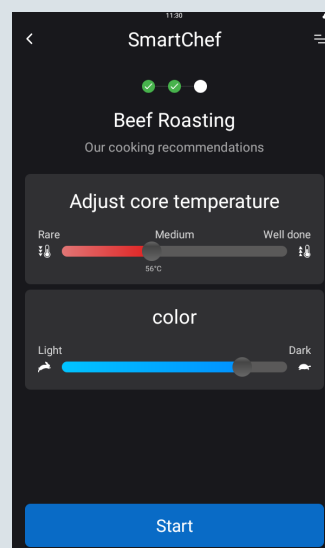 11:30
SmartChef
Beef Roasting
Our cooking recommendations
Adjust core temperature
Rare Medium Well done
56°C
color
Light Dark
Start